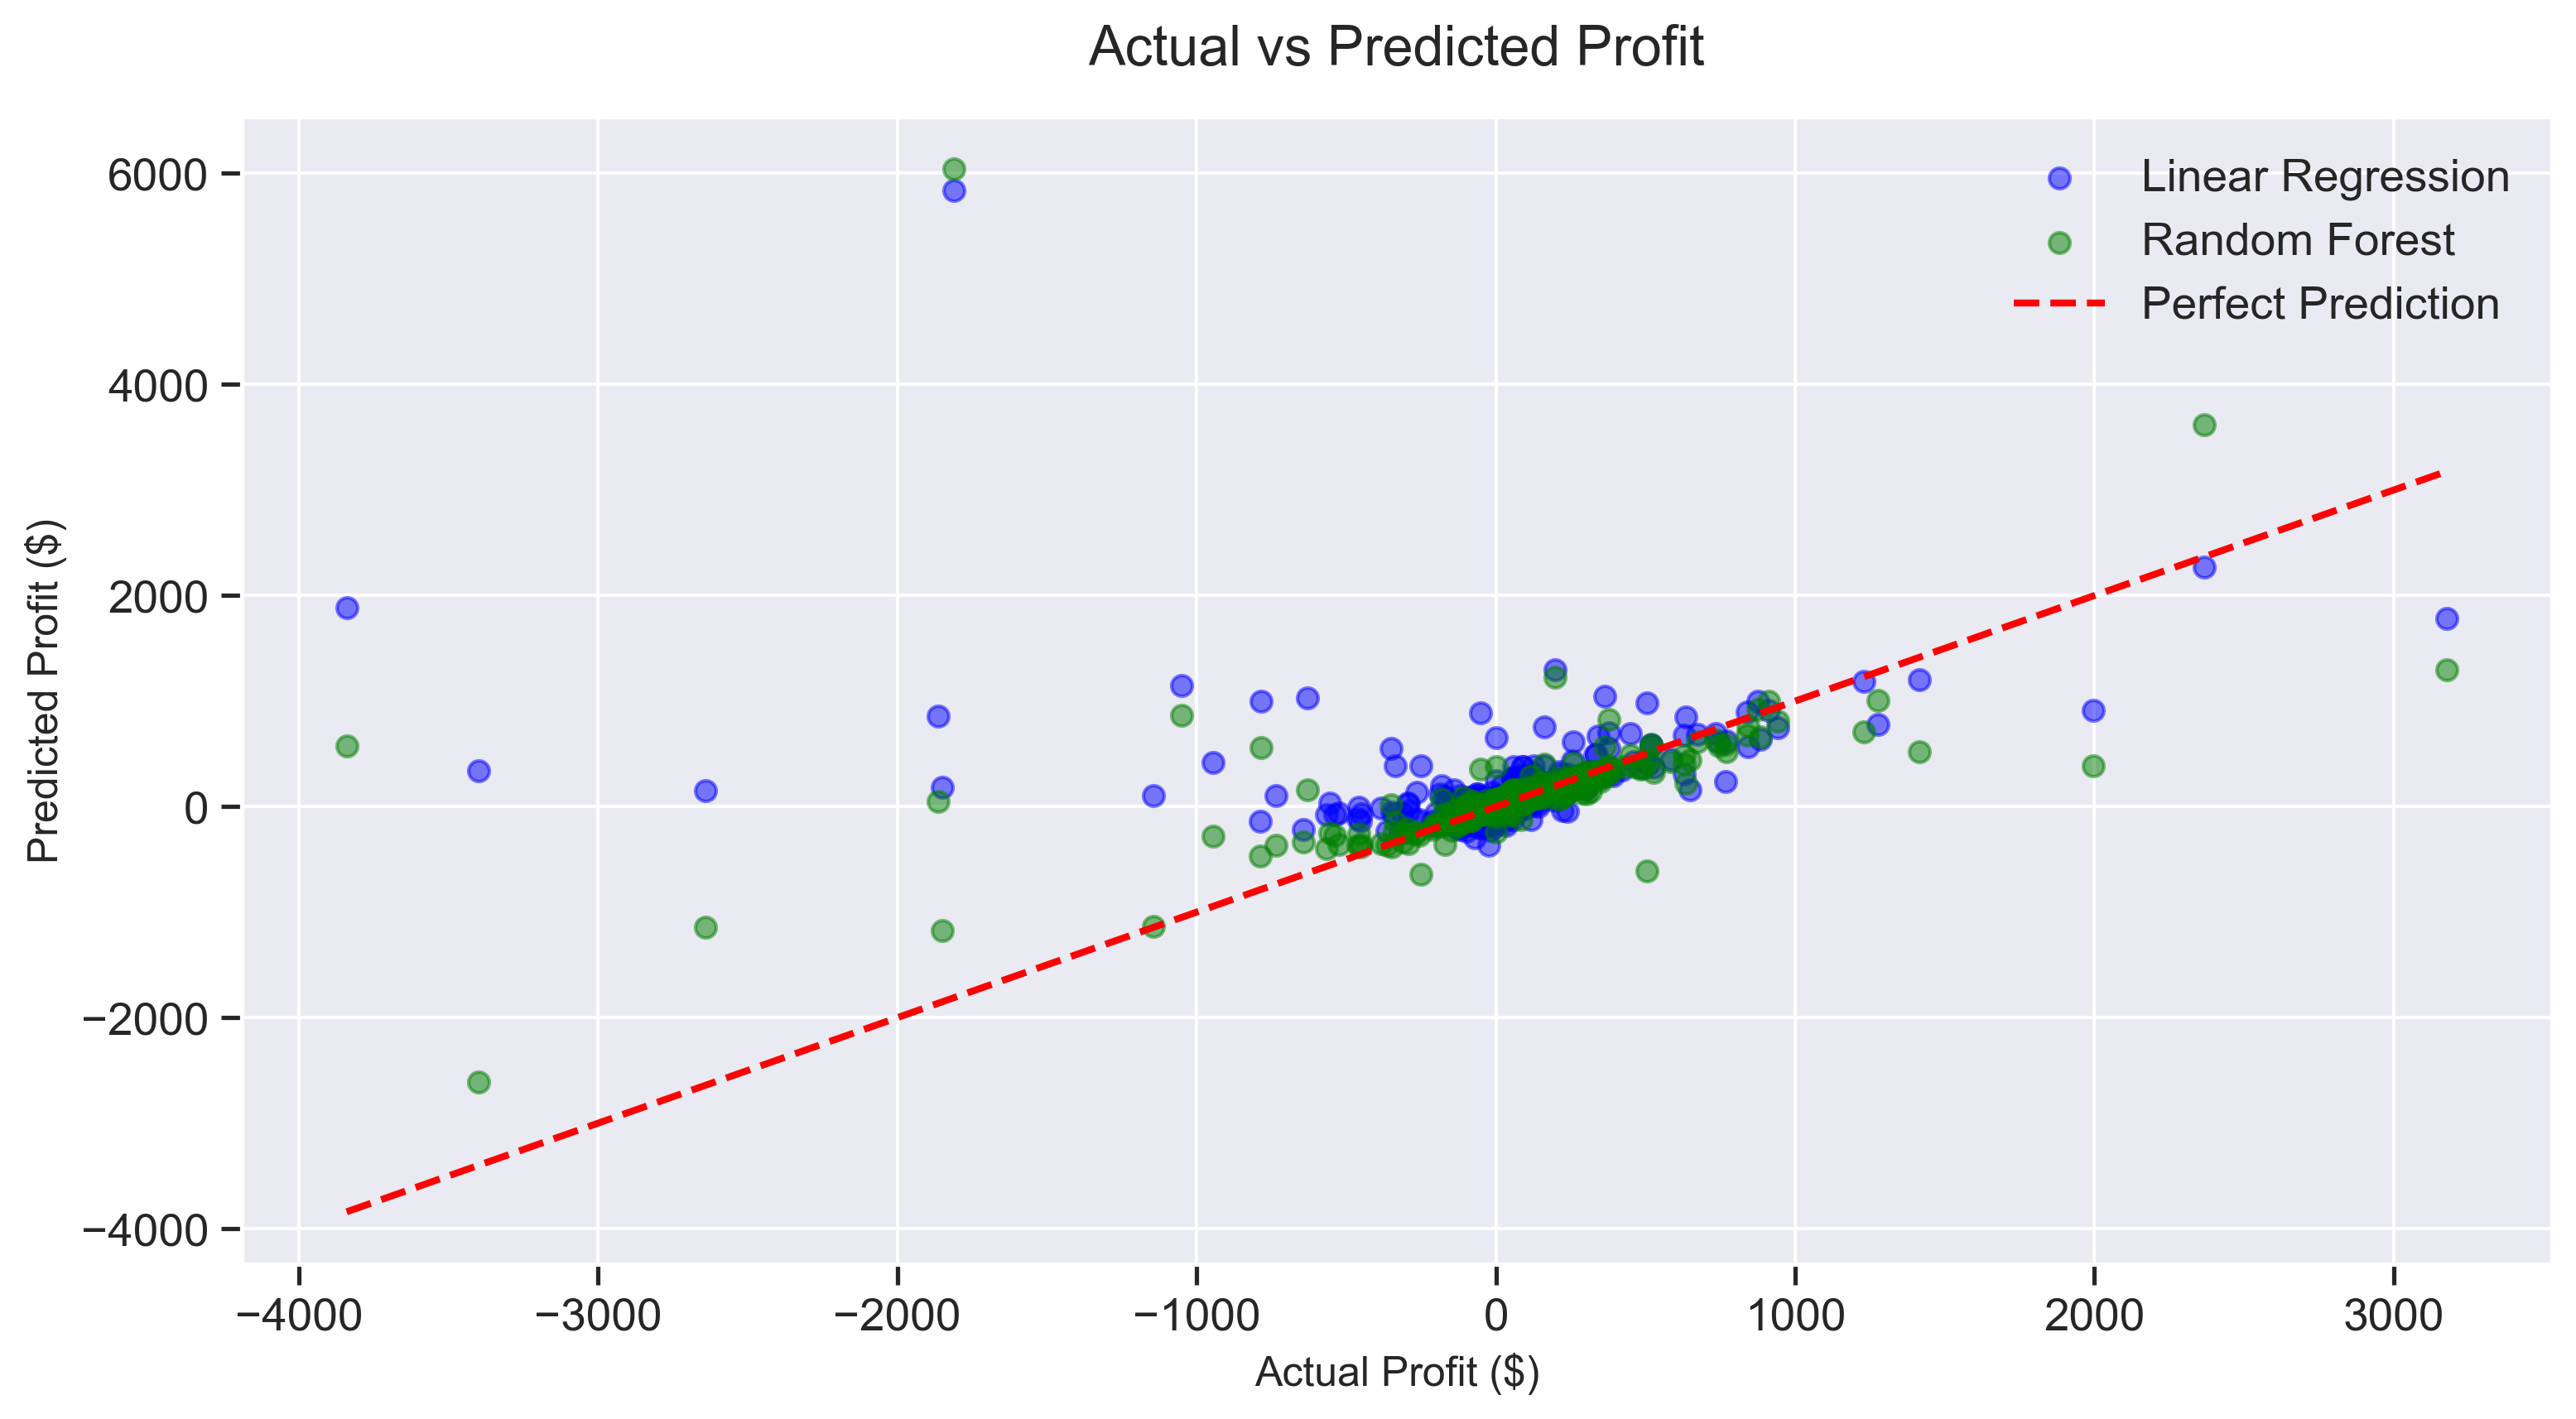 Actual vs Predicted Profit
Linear Regression
Random Forest
Perfect Prediction
6000
4000
2000
0
−2000
−4000
Predicted Profit ($)
−4000
−3000
−2000
−1000
0
1000
2000
3000
Actual Profit ($)